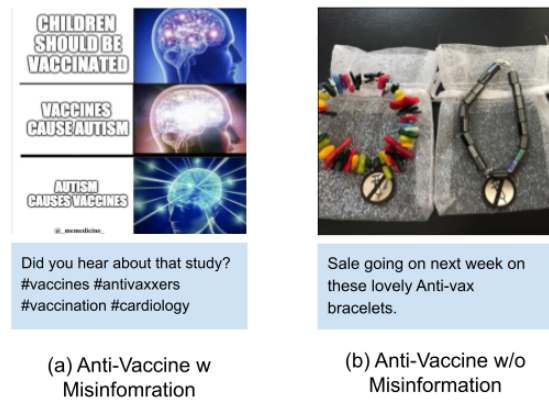 CHILDREN
SHOULD BE
VACCINATED
VACCINES
CAUSE AUTISM
AUTISM
CAUSES VACCINES
@_memedicine_
Did you hear about that study?
#vaccines #antivaxxers
#vaccination #cardiology
(a) Anti-Vaccine w
Misinfomration
Sale going on next week on
these lovely Anti-vax
bracelets.
(b) Anti-Vaccine w/o
Misinformation